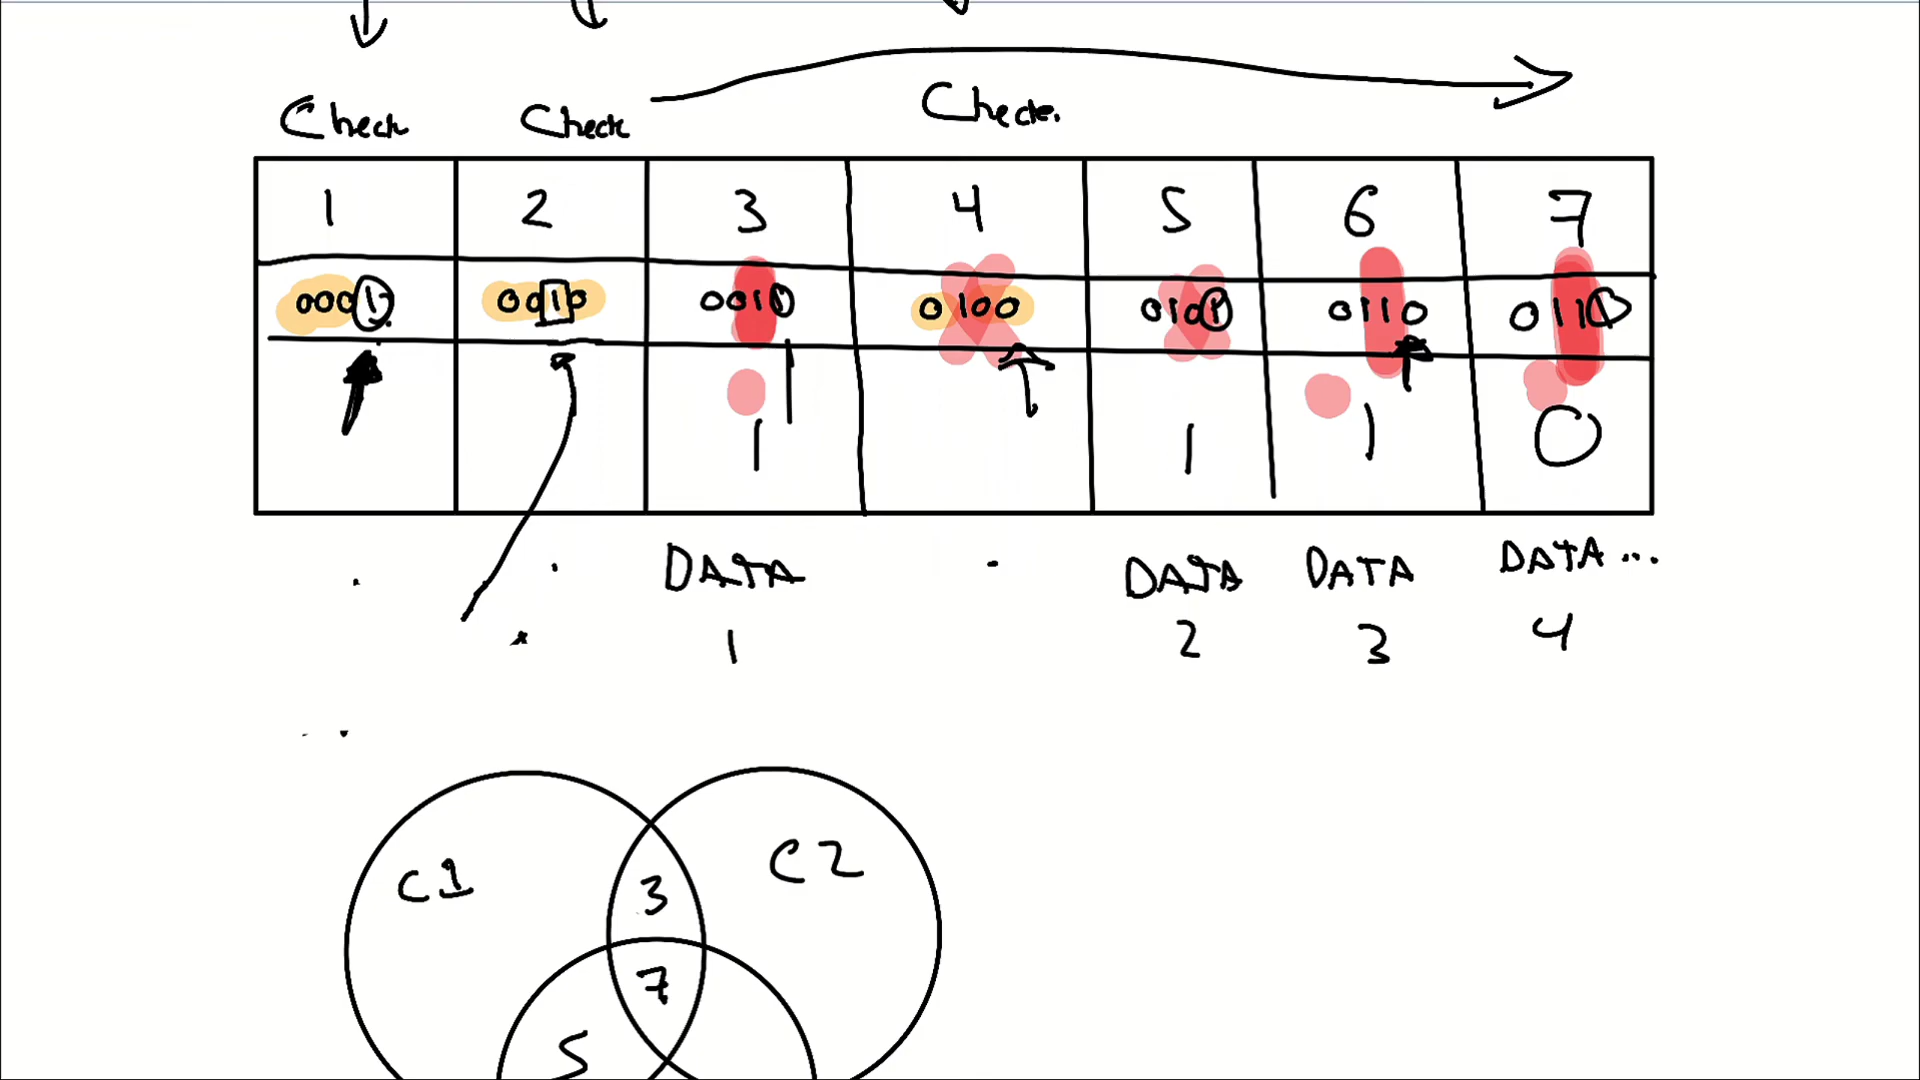 Check Check Check.
1 2 3 4 5 6 7
0001 0010 0011 0100 0101 0110 0111
1 1 1 0
DATA DATA DATA DATA...
1 2 3 4
C1 C2
3
7
5